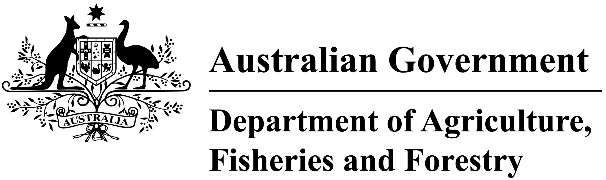 AUSTRALIA
Australian Government
Department of Agriculture,
Fisheries and Forestry